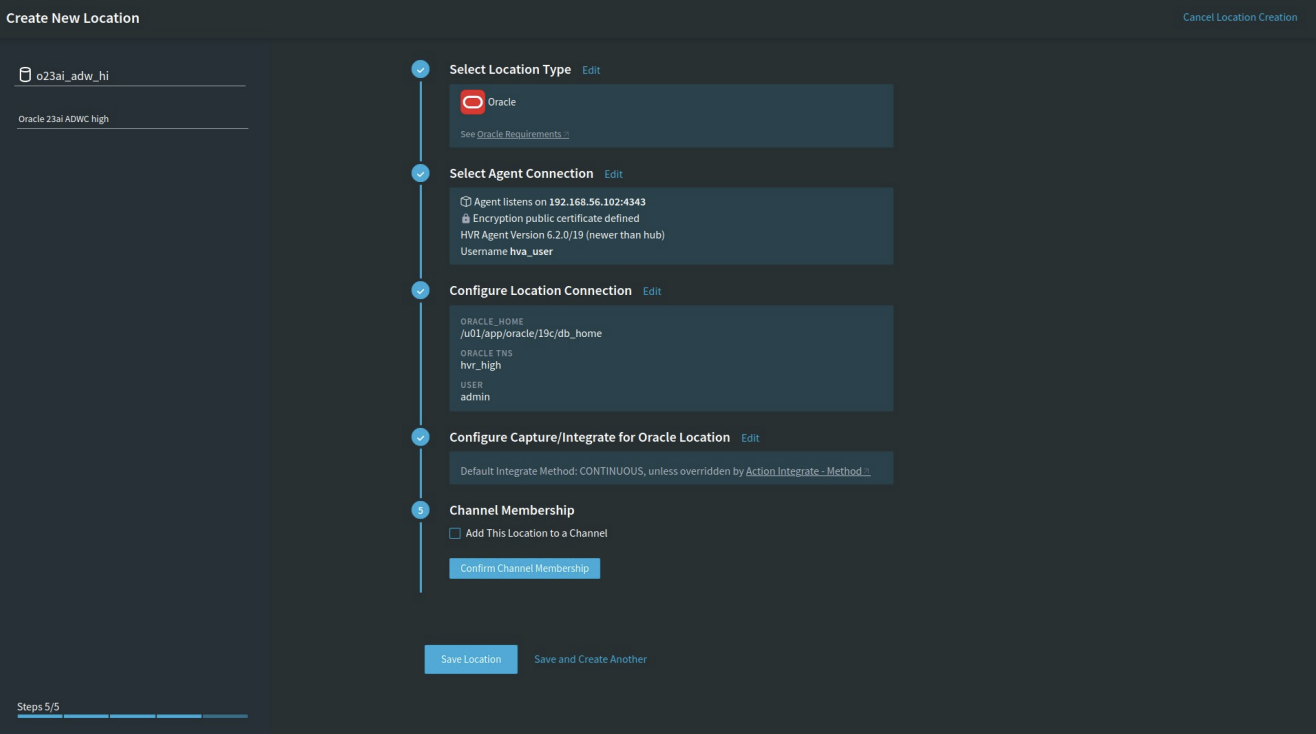 Create New Location
Cancel Location Creation
o23ai_adw_hi
Oracle 23ai ADWC high
Select Location Type Edit
Oracle
See Oracle Requirements
Select Agent Connection Edit
Agent listens on 192.168.56.102:4343
Encryption public certificate defined
HVR Agent Version 6.2.0/19 (newer than hub)
Username hva_user
Configure Location Connection Edit
ORACLE_HOME
/u01/app/oracle/19c/db_home
ORACLE TNS
hvr_high
USER
admin
Configure Capture/Integrate for Oracle Location Edit
Default Integrate Method: CONTINUOUS, unless overridden by Action Integrate - Method
5 Channel Membership
Add This Location to a Channel
Confirm Channel Membership
Save Location Save and Create Another
Steps 5/5